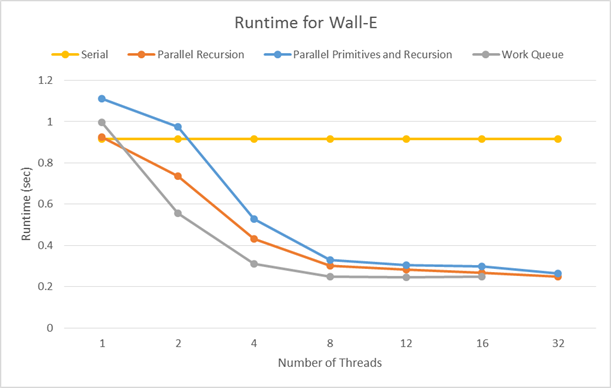 Runtime for Wall-E
Serial Parallel Recursion Parallel Primitives and Recursion Work Queue
1.2
1
0.8
0.6
0.4
0.2
0
Runtime (sec)
1 2 4 8 12 16 32
Number of Threads